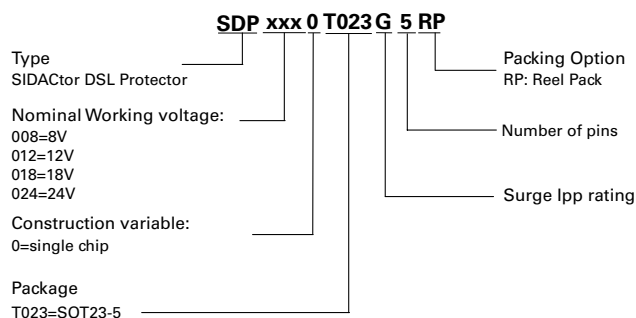 SDP xxx 0 T023 G 5 RP
Type
SIDACtor DSL Protector
Nominal Working voltage:
008=8V
012=12V
018=18V
024=24V
Construction variable:
0=single chip
Package
T023=SOT23-5
Packing Option
RP: Reel Pack
Number of pins
Surge Ipp rating